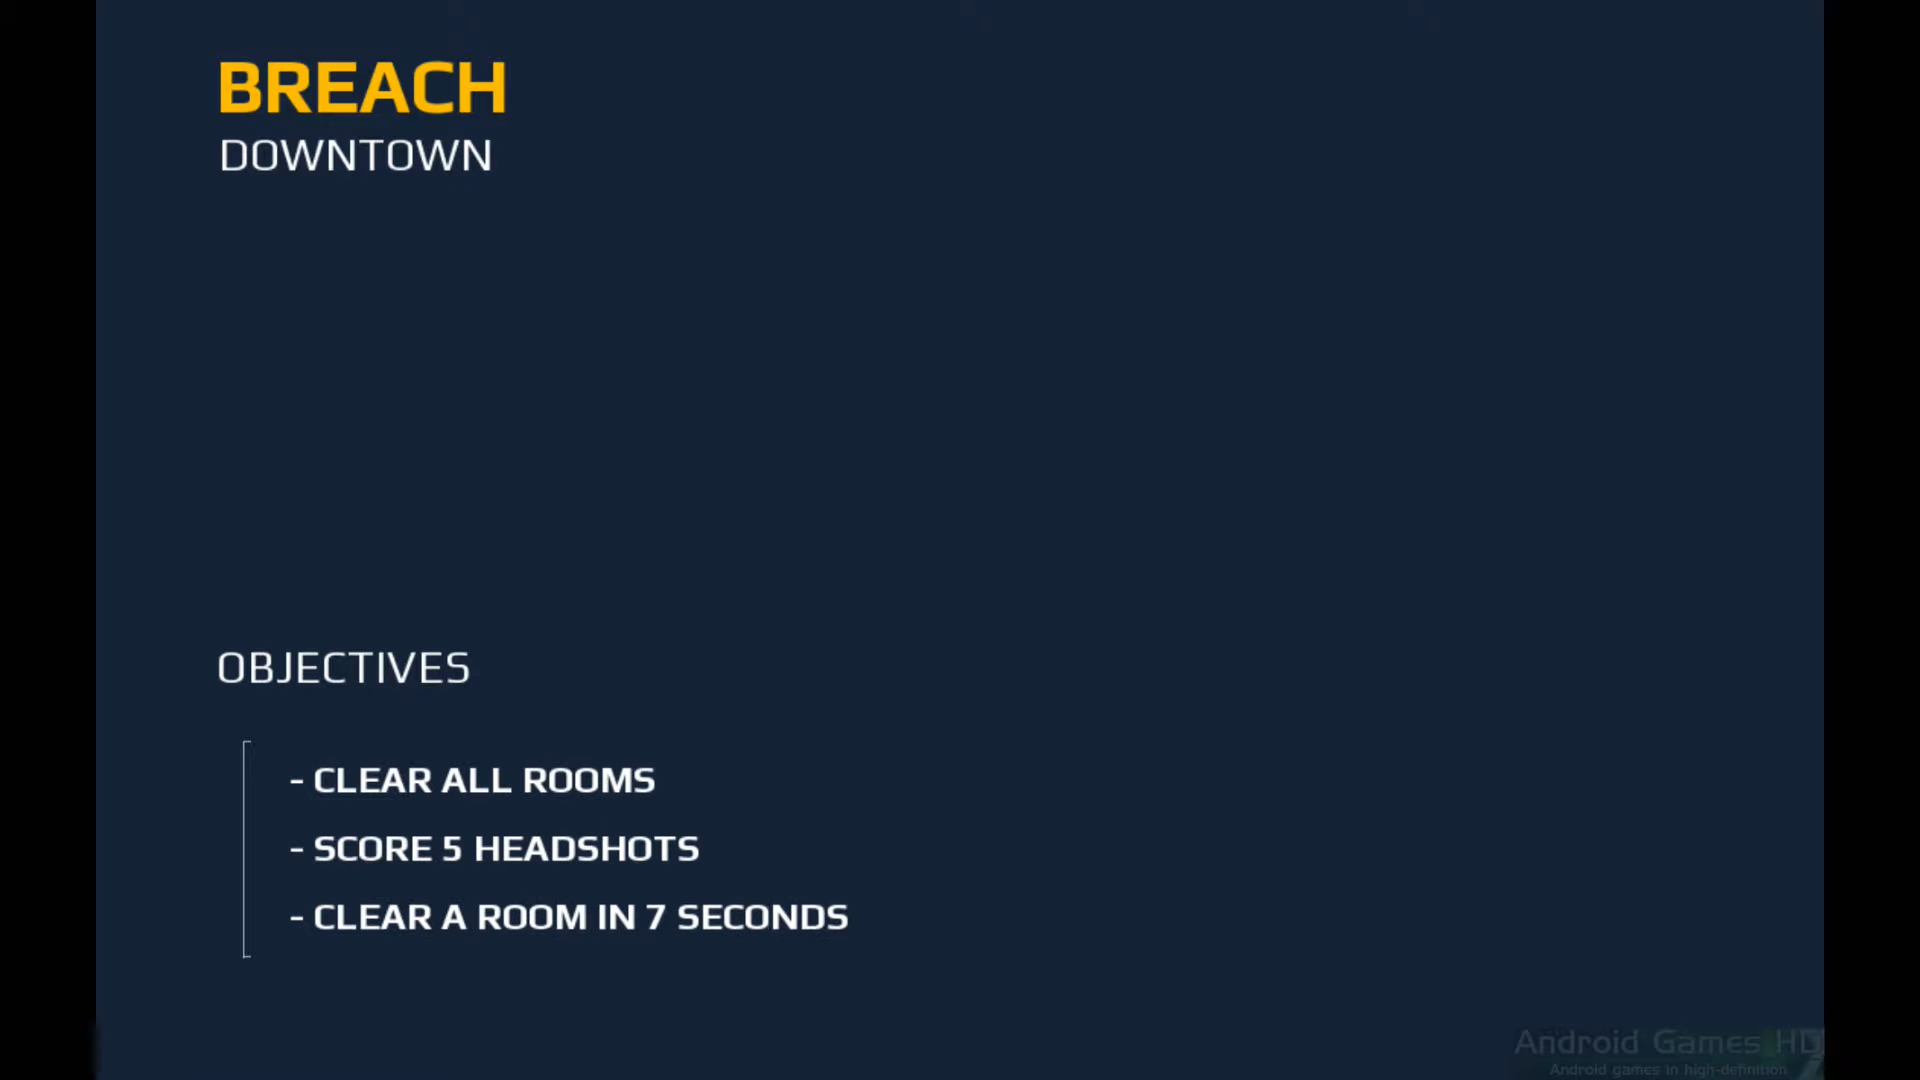 BREACH
DOWNTOWN
OBJECTIVES
- CLEAR ALL ROOMS
- SCORE 5 HEADSHOTS
- CLEAR A ROOM IN 7 SECONDS
Android Games HD
Android games in high-definition